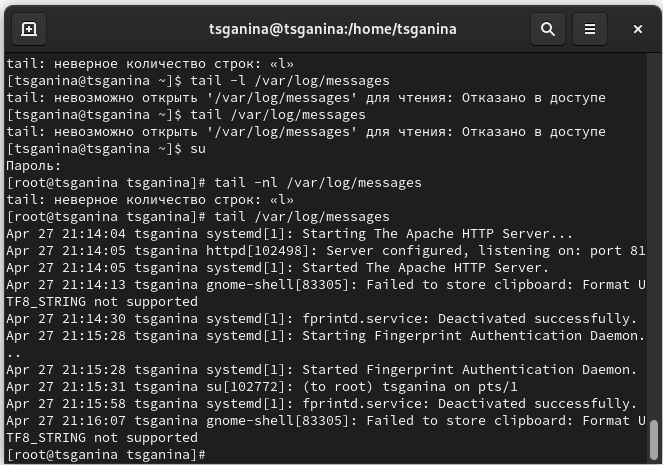 tsganina@tsganina:/home/tsganina
tail: неверное количество строк: «l»
[tsganina@tsganina ~]$ tail -l /var/log/messages
tail: невозможно открыть '/var/log/messages' для чтения: Отказано в доступе
[tsganina@tsganina ~]$ tail /var/log/messages
tail: невозможно открыть '/var/log/messages' для чтения: Отказано в доступе
[tsganina@tsganina ~]$ su
Пароль:
[root@tsganina tsganina]# tail -nl /var/log/messages
tail: неверное количество строк: «l»
[root@tsganina tsganina]# tail /var/log/messages
Apr 27 21:14:04 tsganina systemd[1]: Starting The Apache HTTP Server...
Apr 27 21:14:05 tsganina httpd[102498]: Server configured, listening on: port 81
Apr 27 21:14:05 tsganina systemd[1]: Started The Apache HTTP Server.
Apr 27 21:14:13 tsganina gnome-shell[83305]: Failed to store clipboard: Format U
TF8_STRING not supported
Apr 27 21:14:30 tsganina systemd[1]: fprintd.service: Deactivated successfully.
Apr 27 21:15:28 tsganina systemd[1]: Starting Fingerprint Authentication Daemon.
..
Apr 27 21:15:28 tsganina systemd[1]: Started Fingerprint Authentication Daemon.
Apr 27 21:15:31 tsganina su[102772]: (to root) tsganina on pts/1
Apr 27 21:15:58 tsganina systemd[1]: fprintd.service: Deactivated successfully.
Apr 27 21:16:07 tsganina gnome-shell[83305]: Failed to store clipboard: Format U
TF8_STRING not supported
[root@tsganina tsganina]#